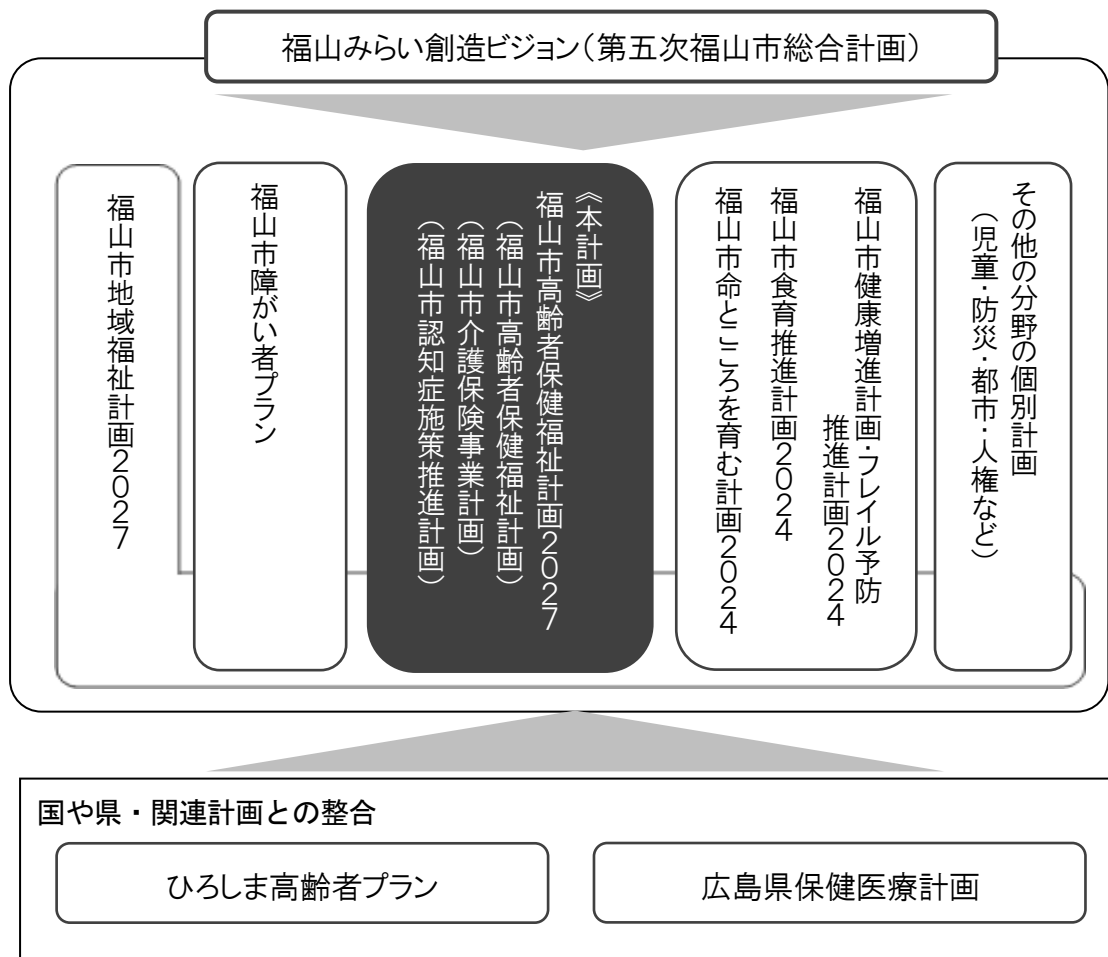 福山みらい創造ビジョン（第五次福山市総合計画）
福山市地域福祉計画2027
福山市障がい者プラン
《本計画》
福山市高齢者保健福祉計画2027
（福山市高齢者保健福祉計画）
（福山市介護保険事業計画）
（福山市認知症施策推進計画）
福山市健康増進計画・フレイル予防
推進計画2024
福山市食育推進計画2024
福山市命とこころを育む計画2024
その他の分野の個別計画
（児童・防災・都市・人権など）
国や県・関連計画との整合
ひろしま高齢者プラン
広島県保健医療計画